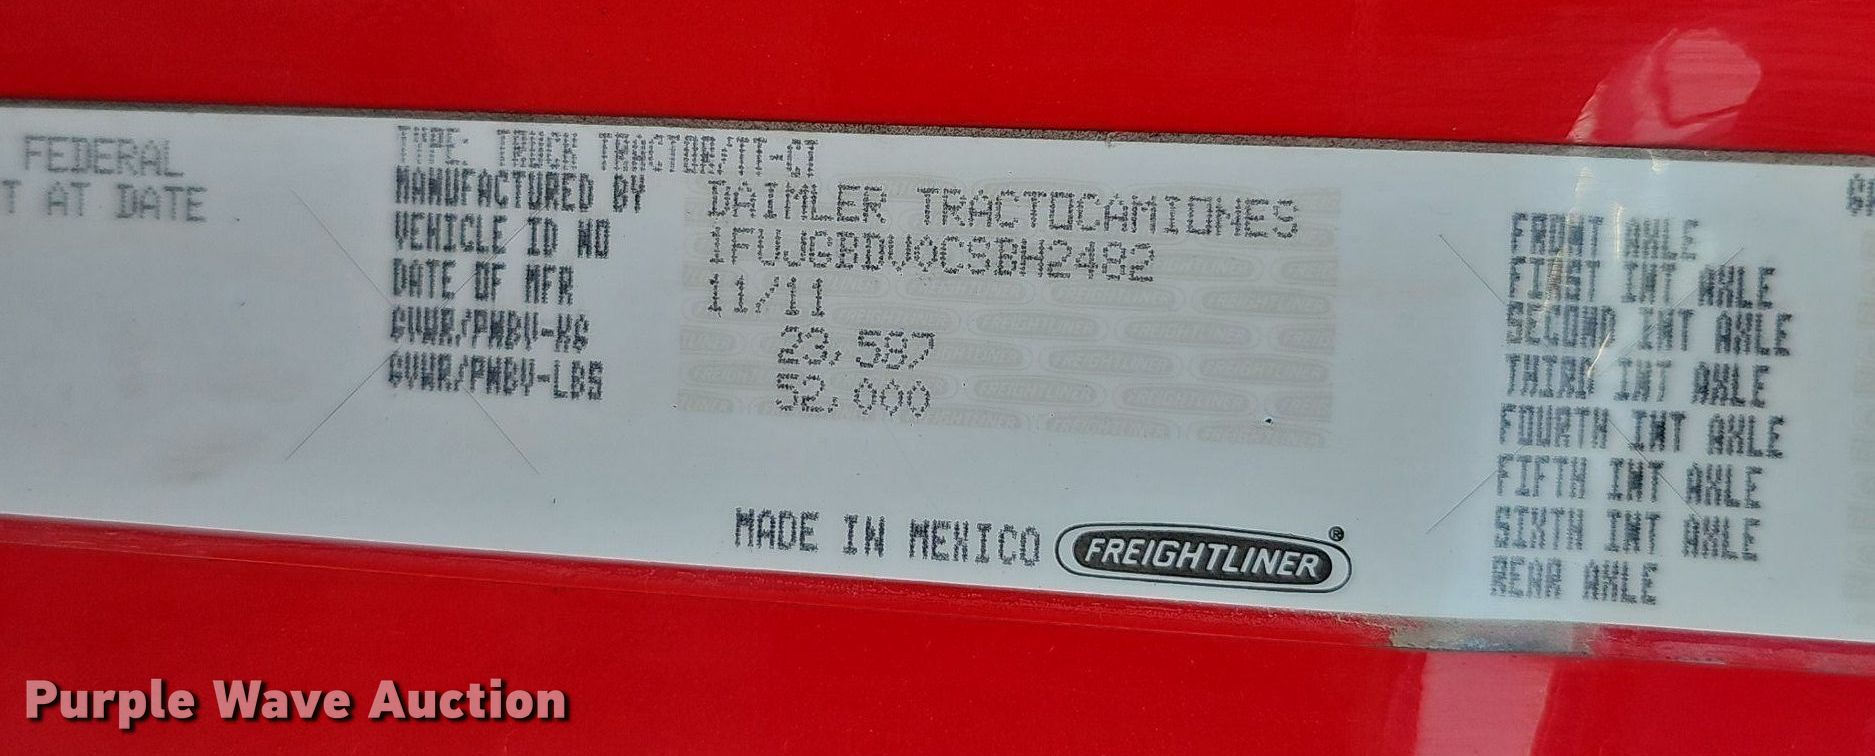 FEDERAL
T AT DATE
TYPE: TRUCK TRACTOR/TT-QT
MANUFACTURED BY DAIMLER TRACTOCAMIONES
VEHICLE ID NO 1FUJGBDV0CSBH2482
DATE OF MFR 11/11
GVWR/PMBV-KG 23,587
GVWR/PMBV-LBS 52,000
MADE IN MEXICO FREIGHTLINER®
FRONT AXLE
FIRST INT AXLE
SECOND INT AXLE
THIRD INT AXLE
FOURTH INT AXLE
FIFTH INT AXLE
SIXTH INT AXLE
REAR AXLE
Purple Wave Auction